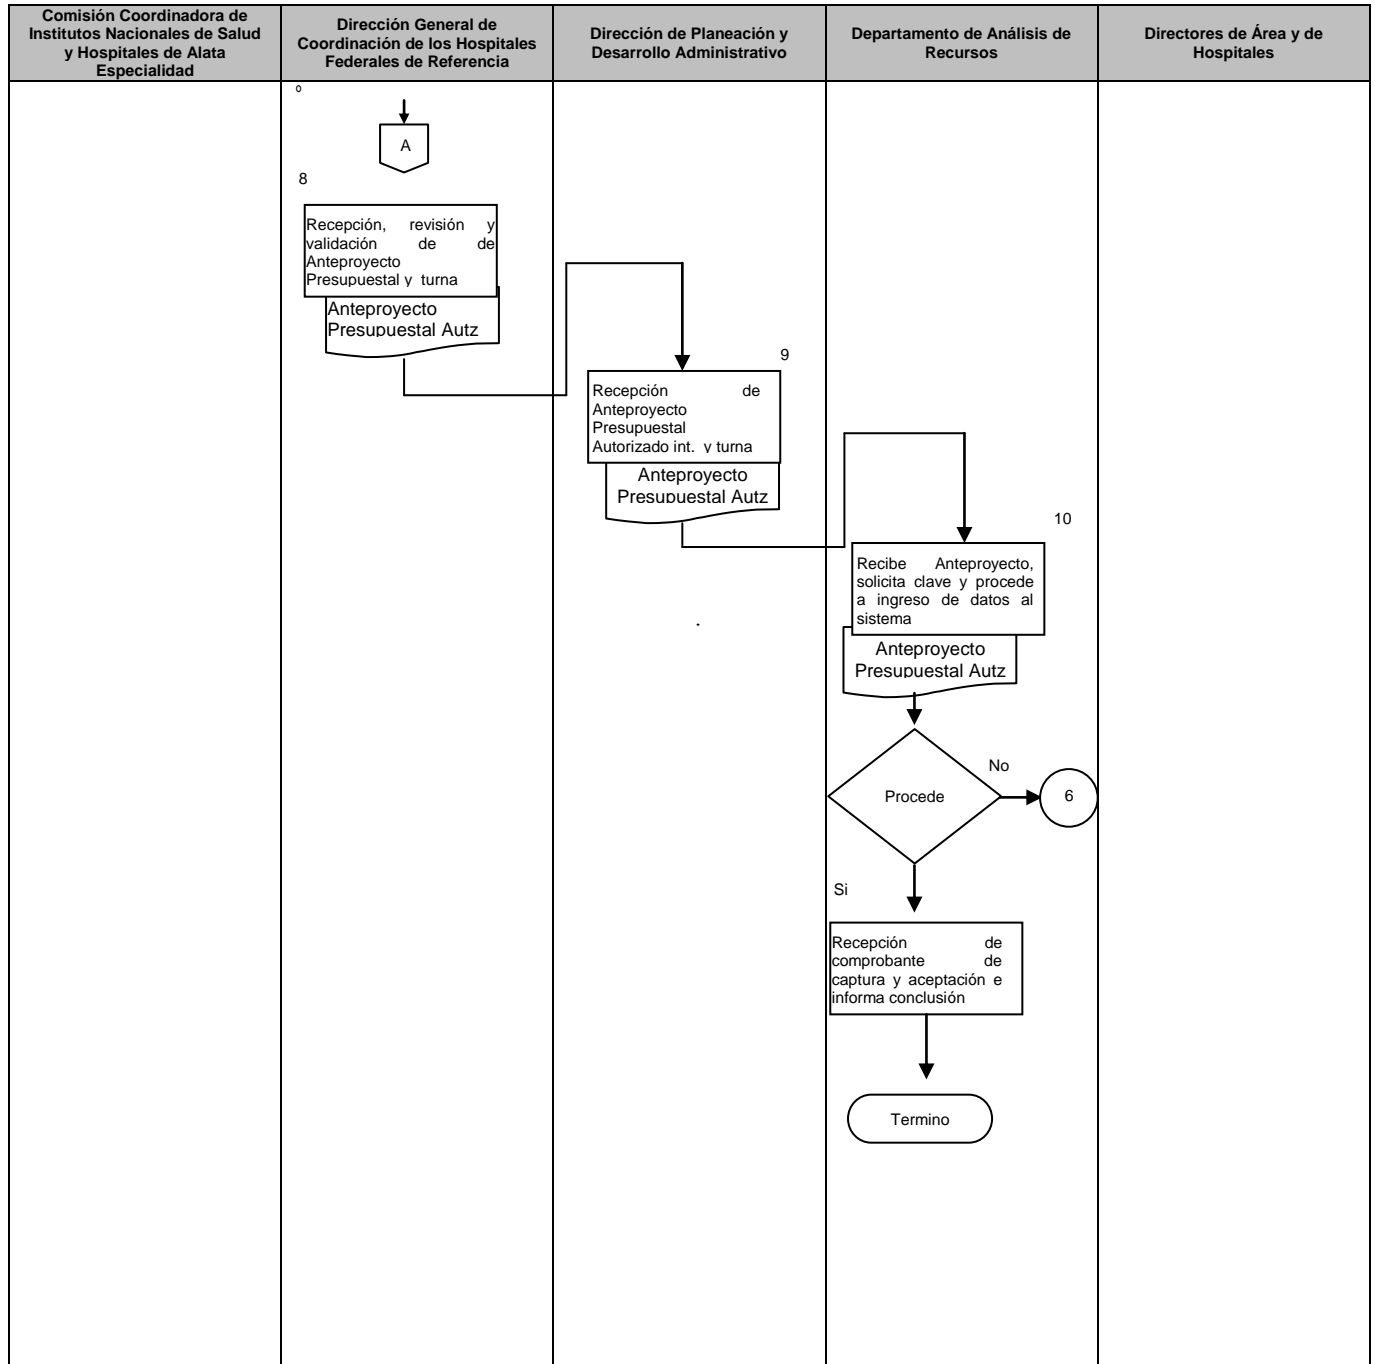 Comisión Coordinadora de
Institutos Nacionales de Salud
y Hospitales de Alata
Especialidad
Dirección General de
Coordinación de los Hospitales
Federales de Referencia
Dirección de Planeación y
Desarrollo Administrativo
Departamento de Análisis de
Recursos
Directores de Área y de
Hospitales
º
A
8
Recepción, revisión y
validación de de
Anteproyecto
Presupuestal y turna
Anteproyecto
Presupuestal Autz
9
Recepción de
Anteproyecto
Presupuestal
Autorizado int. y turna
Anteproyecto
Presupuestal Autz
10
Recibe Anteproyecto,
solicita clave y procede
a ingreso de datos al
sistema
Anteproyecto
Presupuestal Autz
.
Procede
No
6
Si
Recepción de
comprobante de
captura y aceptación e
informa conclusión
Termino